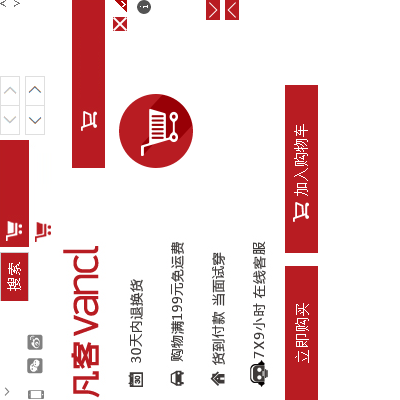 搜索
凡客 vancl
30天内退换货
购物满199元免运费
货到付款 当面试穿
7X9小时 在线客服
加入购物车
立即购买